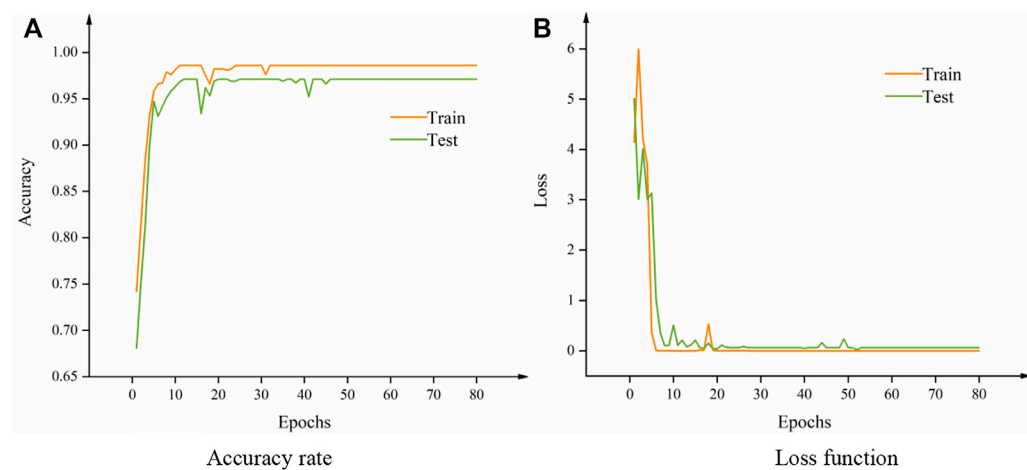 A
1.00
0.95
0.90
0.85
0.80
0.75
0.70
0.65
Accuracy
Train
Test
0 10 20 30 40 50 60 70 80
Epochs
Accuracy rate
B
6
5
4
3
2
1
0
Loss
Train
Test
0 10 20 30 40 50 60 70 80
Epochs
Loss function